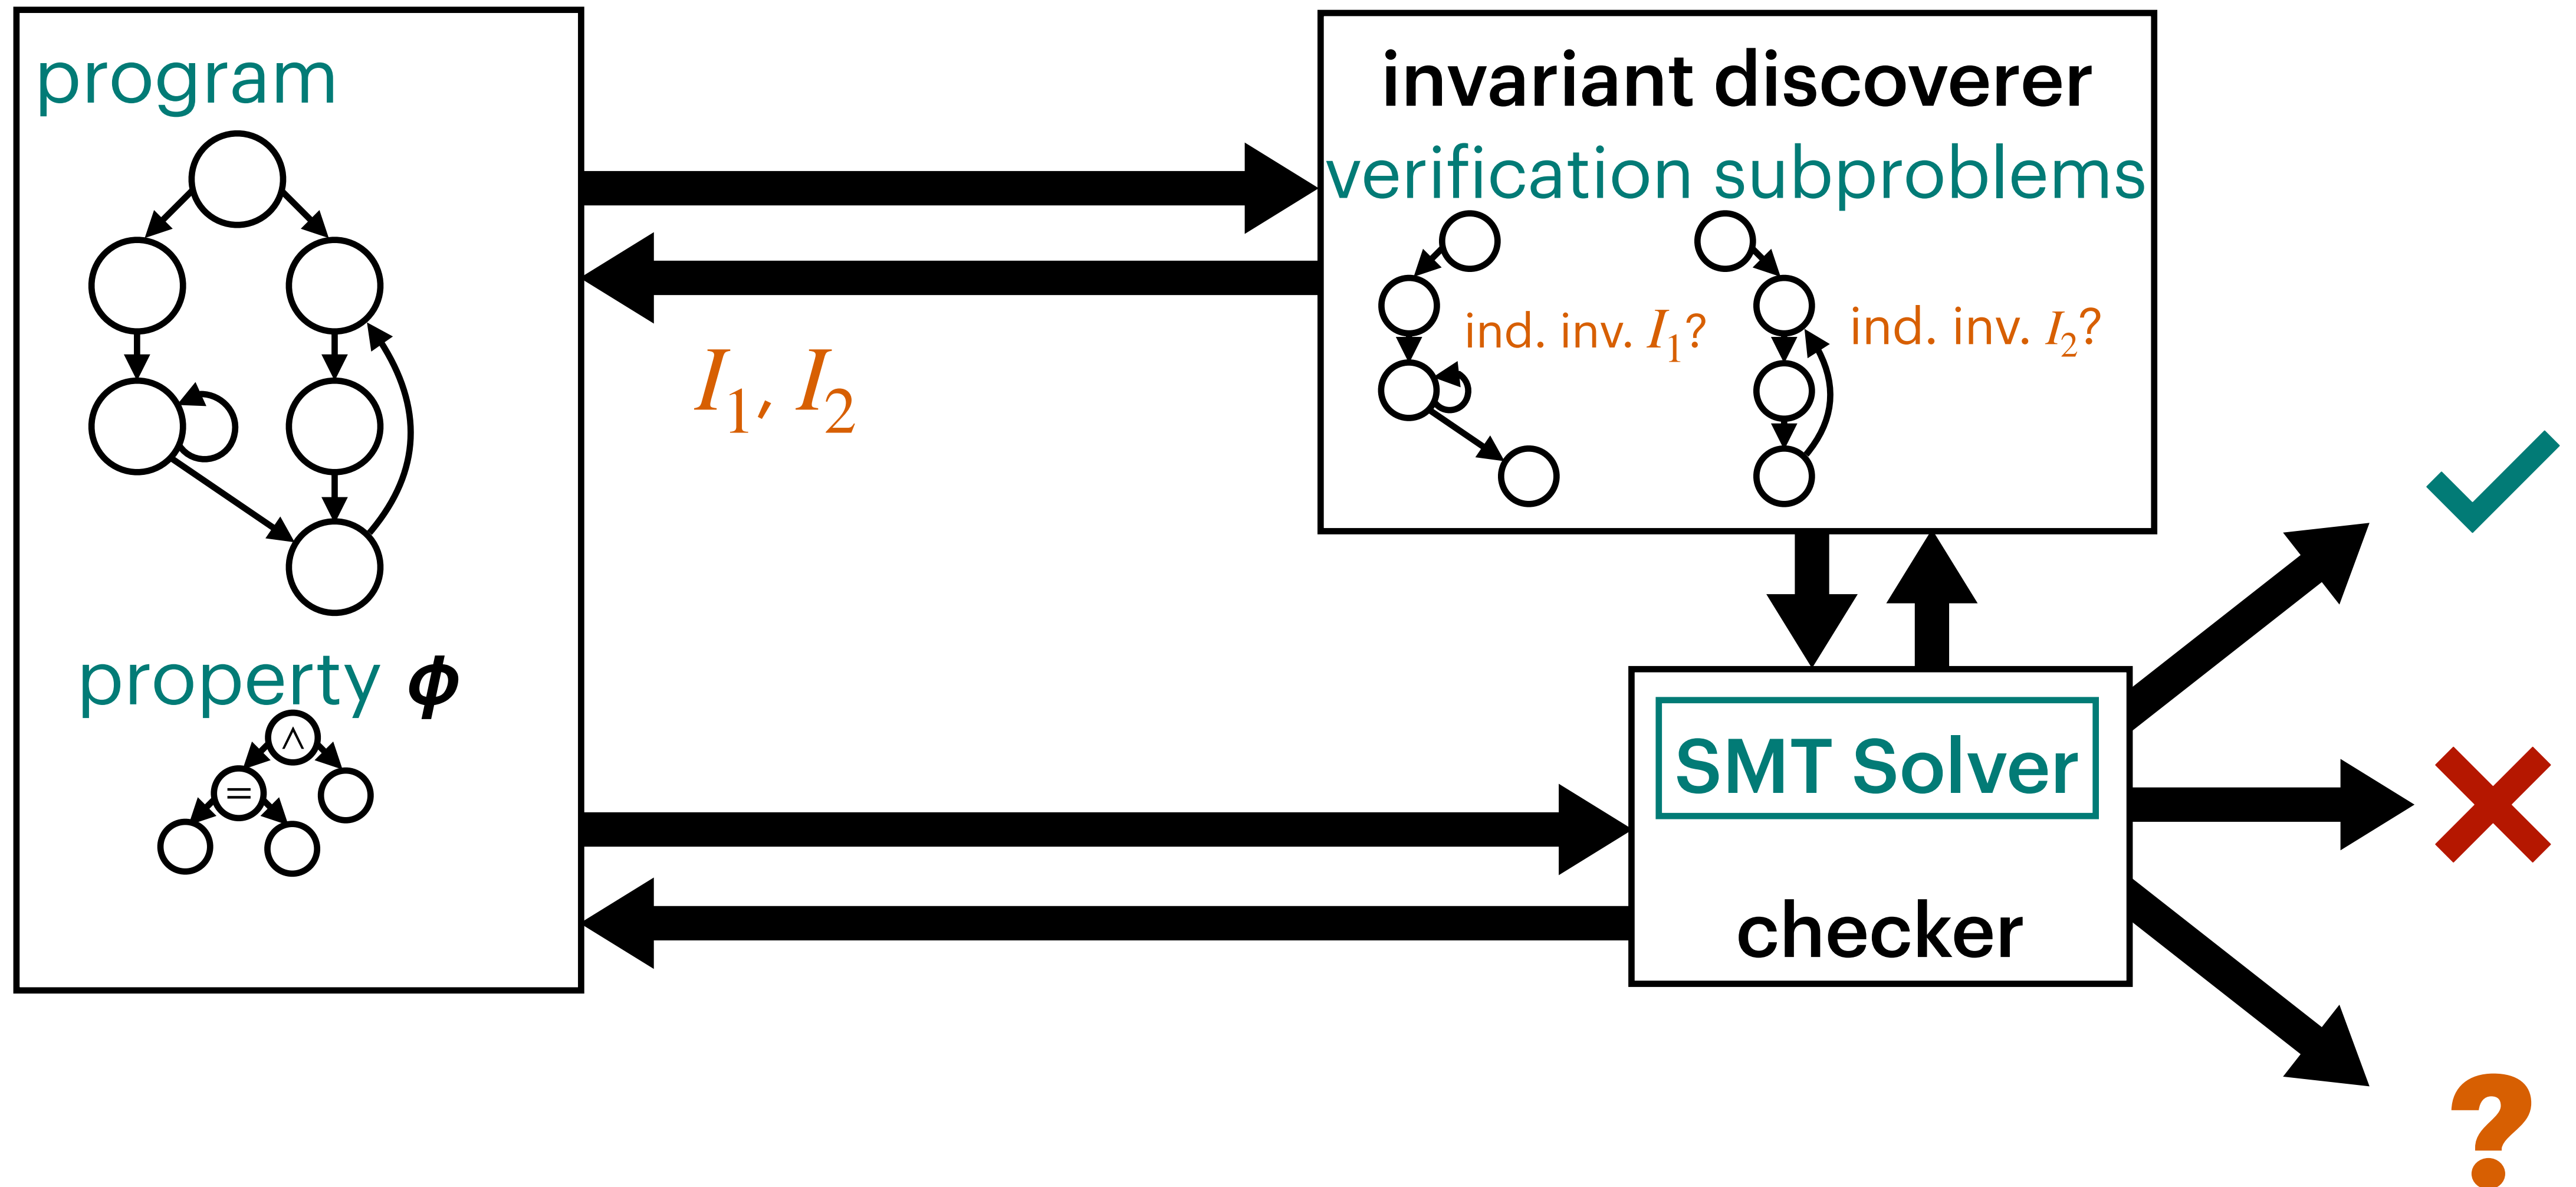 program
property ϕ
∧
=
I₁, I₂
invariant discoverer
verification subproblems
ind. inv. I₁?
ind. inv. I₂?
SMT Solver
checker
?